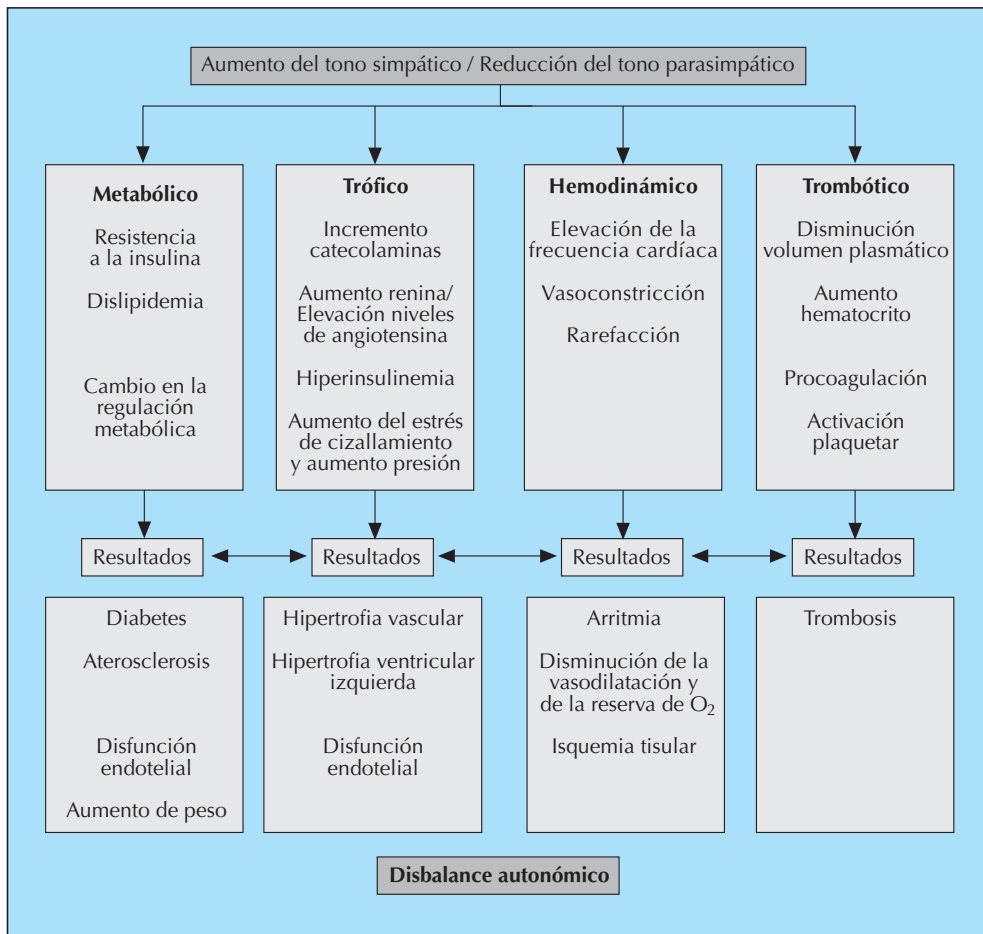 Aumento del tono simpático / Reducción del tono parasimpático
Metabólico
Resistencia
a la insulina
Dislipidemia
Cambio en la
regulación
metabólica
Trófico
Incremento
catecolaminas
Aumento renina/
Elevación niveles
de angiotensina
Hiperinsulinemia
Aumento del estrés
de cizallamiento
y aumento presión
Hemodinámico
Elevación de la
frecuencia cardíaca
Vasoconstricción
Rarefacción
Trombótico
Disminución
volumen plasmático
Aumento
hematocrito
Procoagulación
Activación
plaquetar
Resultados
Resultados
Resultados
Resultados
Diabetes
Aterosclerosis
Disfunción
endotelial
Aumento de peso
Hipertrofia vascular
Hipertrofia ventricular
izquierda
Disfunción
endotelial
Arritmia
Disminución de la
vasodilatación y
de la reserva de O₂
Isquemia tisular
Trombosis
Disbalance autonómico